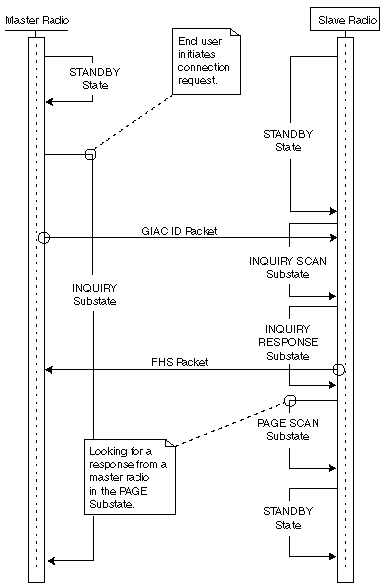 Master Radio
Slave Radio
End user
initiates
connection
request.
STANDBY
State
STANDBY
State
GIAC ID Packet
INQUIRY SCAN
Substate
INQUIRY
Substate
INQUIRY
RESPONSE
Substate
FHS Packet
PAGE SCAN
Substate
Looking for a
response from a
master radio
in the PAGE
Substate.
STANDBY
State